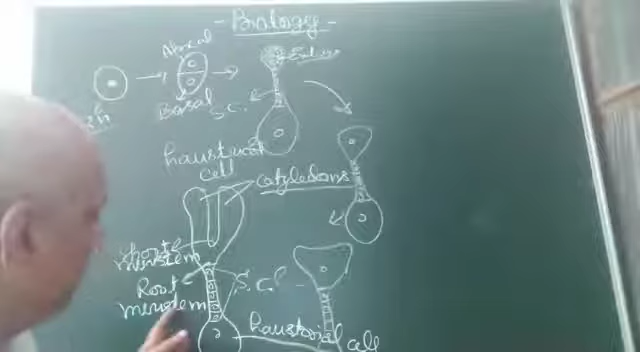 Biology
Apical
Basal
S.C.
haustorial
cell
Cotyledons
Shoot
meristem
Root
meristem
S.C.
haustorial cell